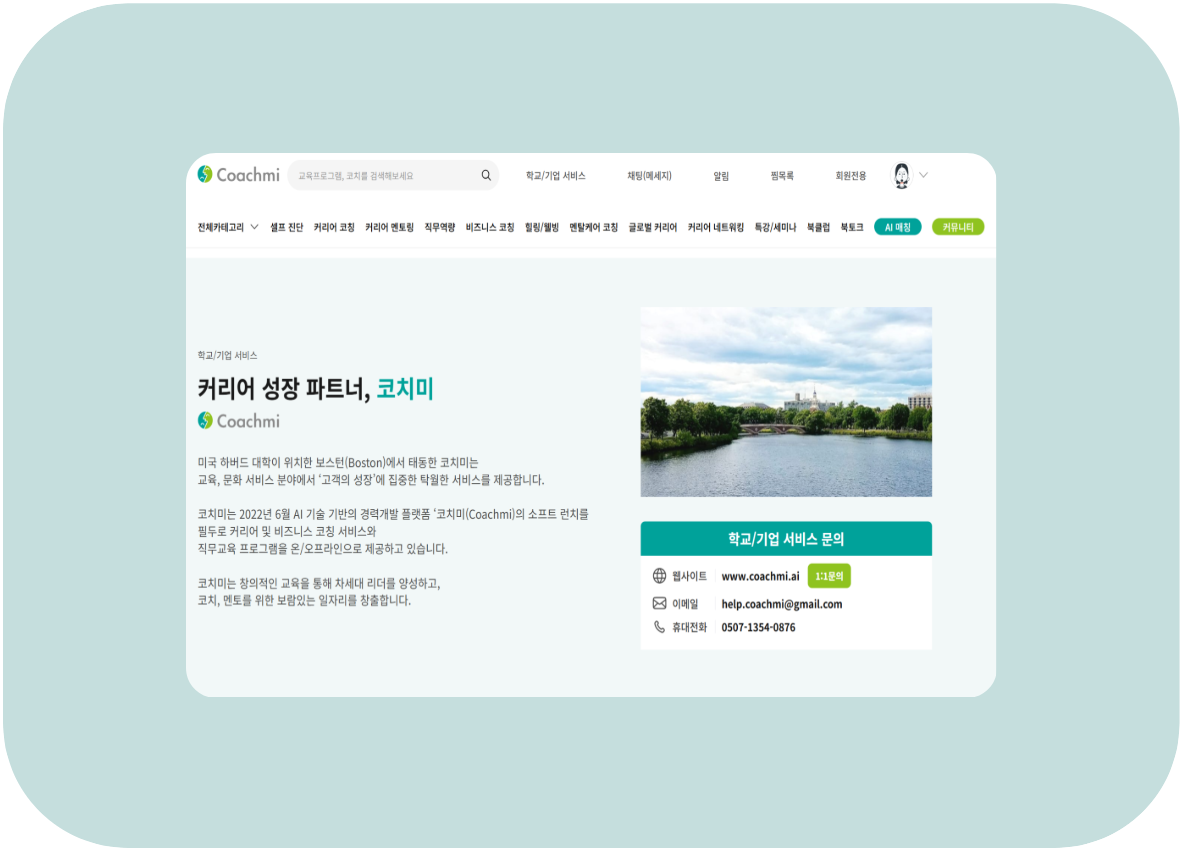 Coachmi
교육프로그램, 코치를 검색해보세요
학교/기업 서비스
채팅(메세지)
알림
찜목록
회원전용
전체카테고리
셀프 진단
커리어 코칭
커리어 멘토링
직무역량
비즈니스 코칭
힐링/웰빙
멘탈케어 코칭
글로벌 커리어
커리어 네트워킹
특강/세미나
북클럽
북토크
AI 매칭
커뮤니티
학교/기업 서비스
커리어 성장 파트너, 코치미
Coachmi
미국 하버드 대학이 위치한 보스턴(Boston)에서 태동한 코치미는
교육, 문화 서비스 분야에서 ‘고객의 성장’에 집중한 탁월한 서비스를 제공합니다.
코치미는 2022년 6월 AI 기술 기반의 경력개발 플랫폼 ‘코치미(Coachmi)의 소프트 런치를
필두로 커리어 및 비즈니스 코칭 서비스와
직무교육 프로그램을 온/오프라인으로 제공하고 있습니다.
코치미는 창의적인 교육을 통해 차세대 리더를 양성하고,
코치, 멘토를 위한 보람있는 일자리를 창출합니다.
학교/기업 서비스 문의
웹사이트 www.coachmi.ai 1:1문의
이메일 help.coachmi@gmail.com
휴대전화 0507-1354-0876